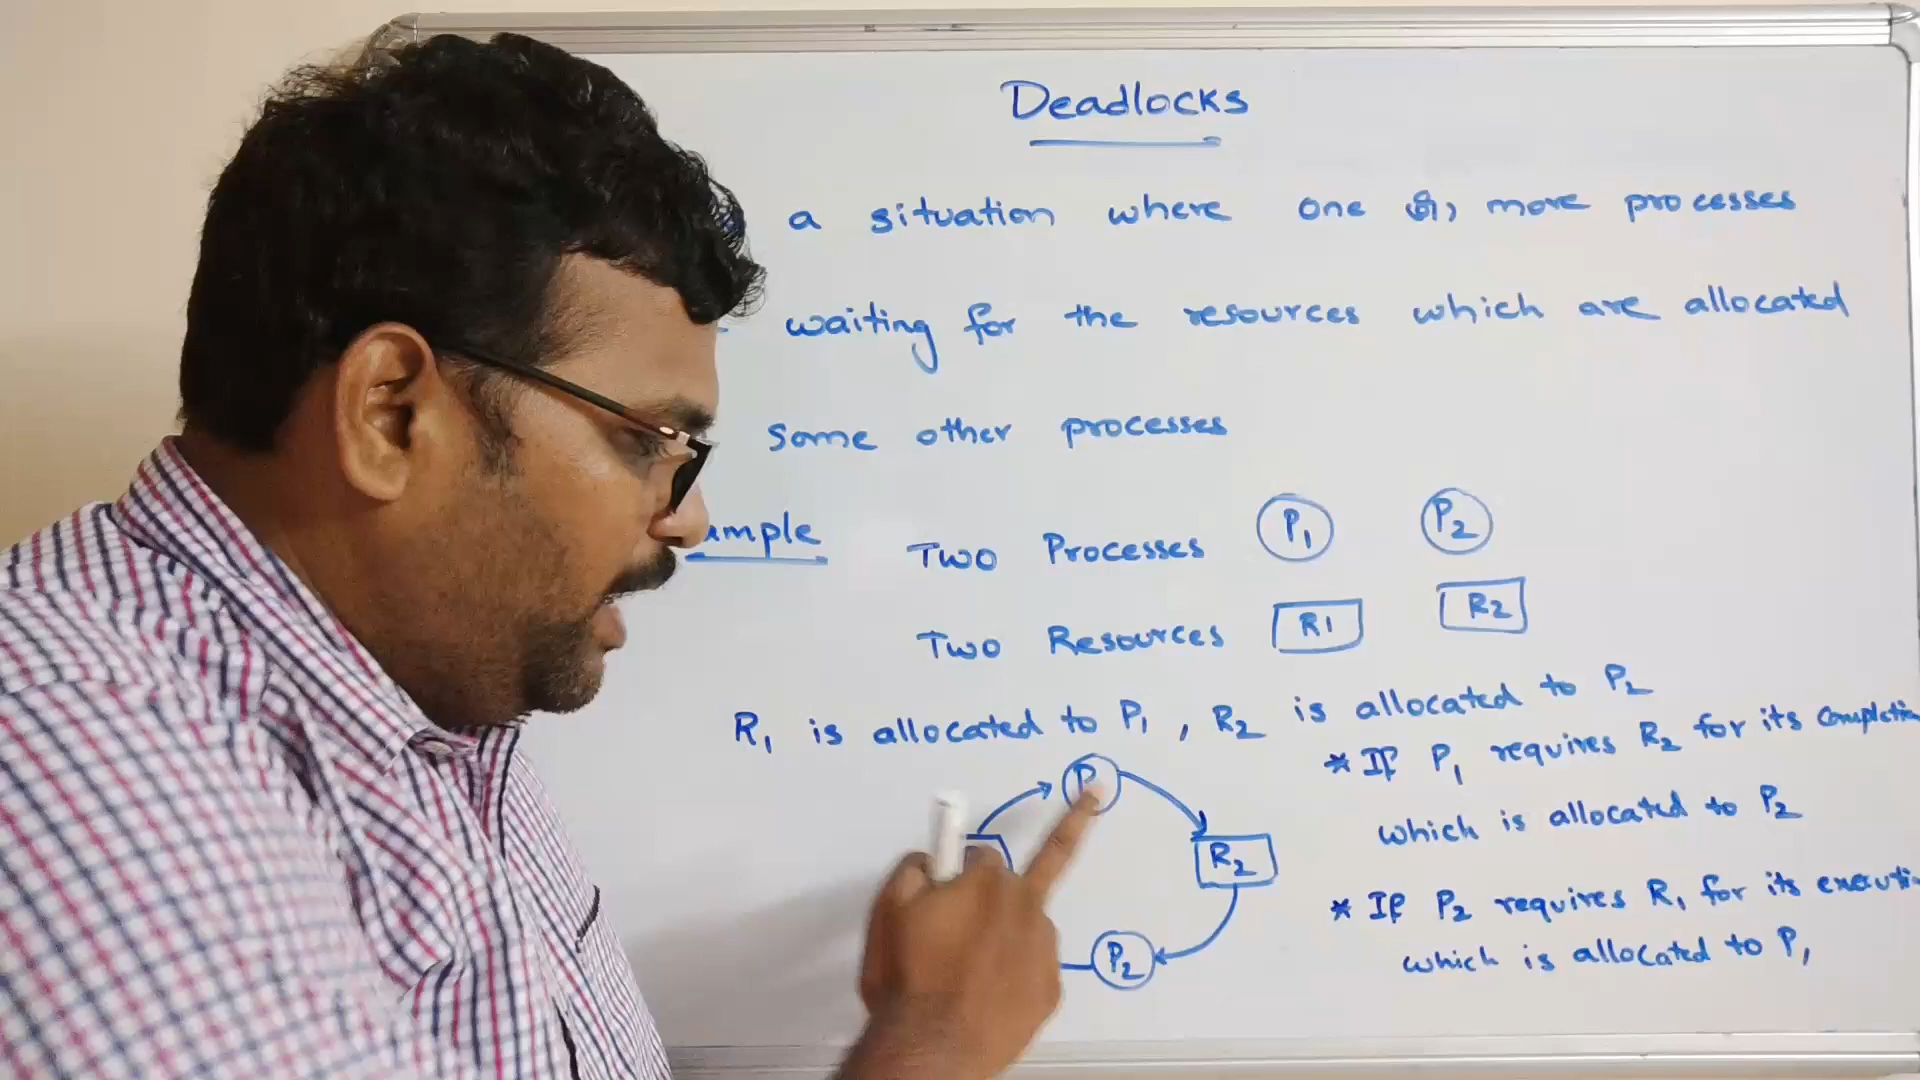 Deadlocks
a situation where one (or) more processes
waiting for the resources which are allocated
some other processes
ample
Two Processes P1 P2
Two Resources R1 R2
R1 is allocated to P1, R2 is allocated to P2
* If P1 requires R2 for its completion
which is allocated to P2
* If P2 requires R1 for its executi
which is allocated to P1
P
R2
P2